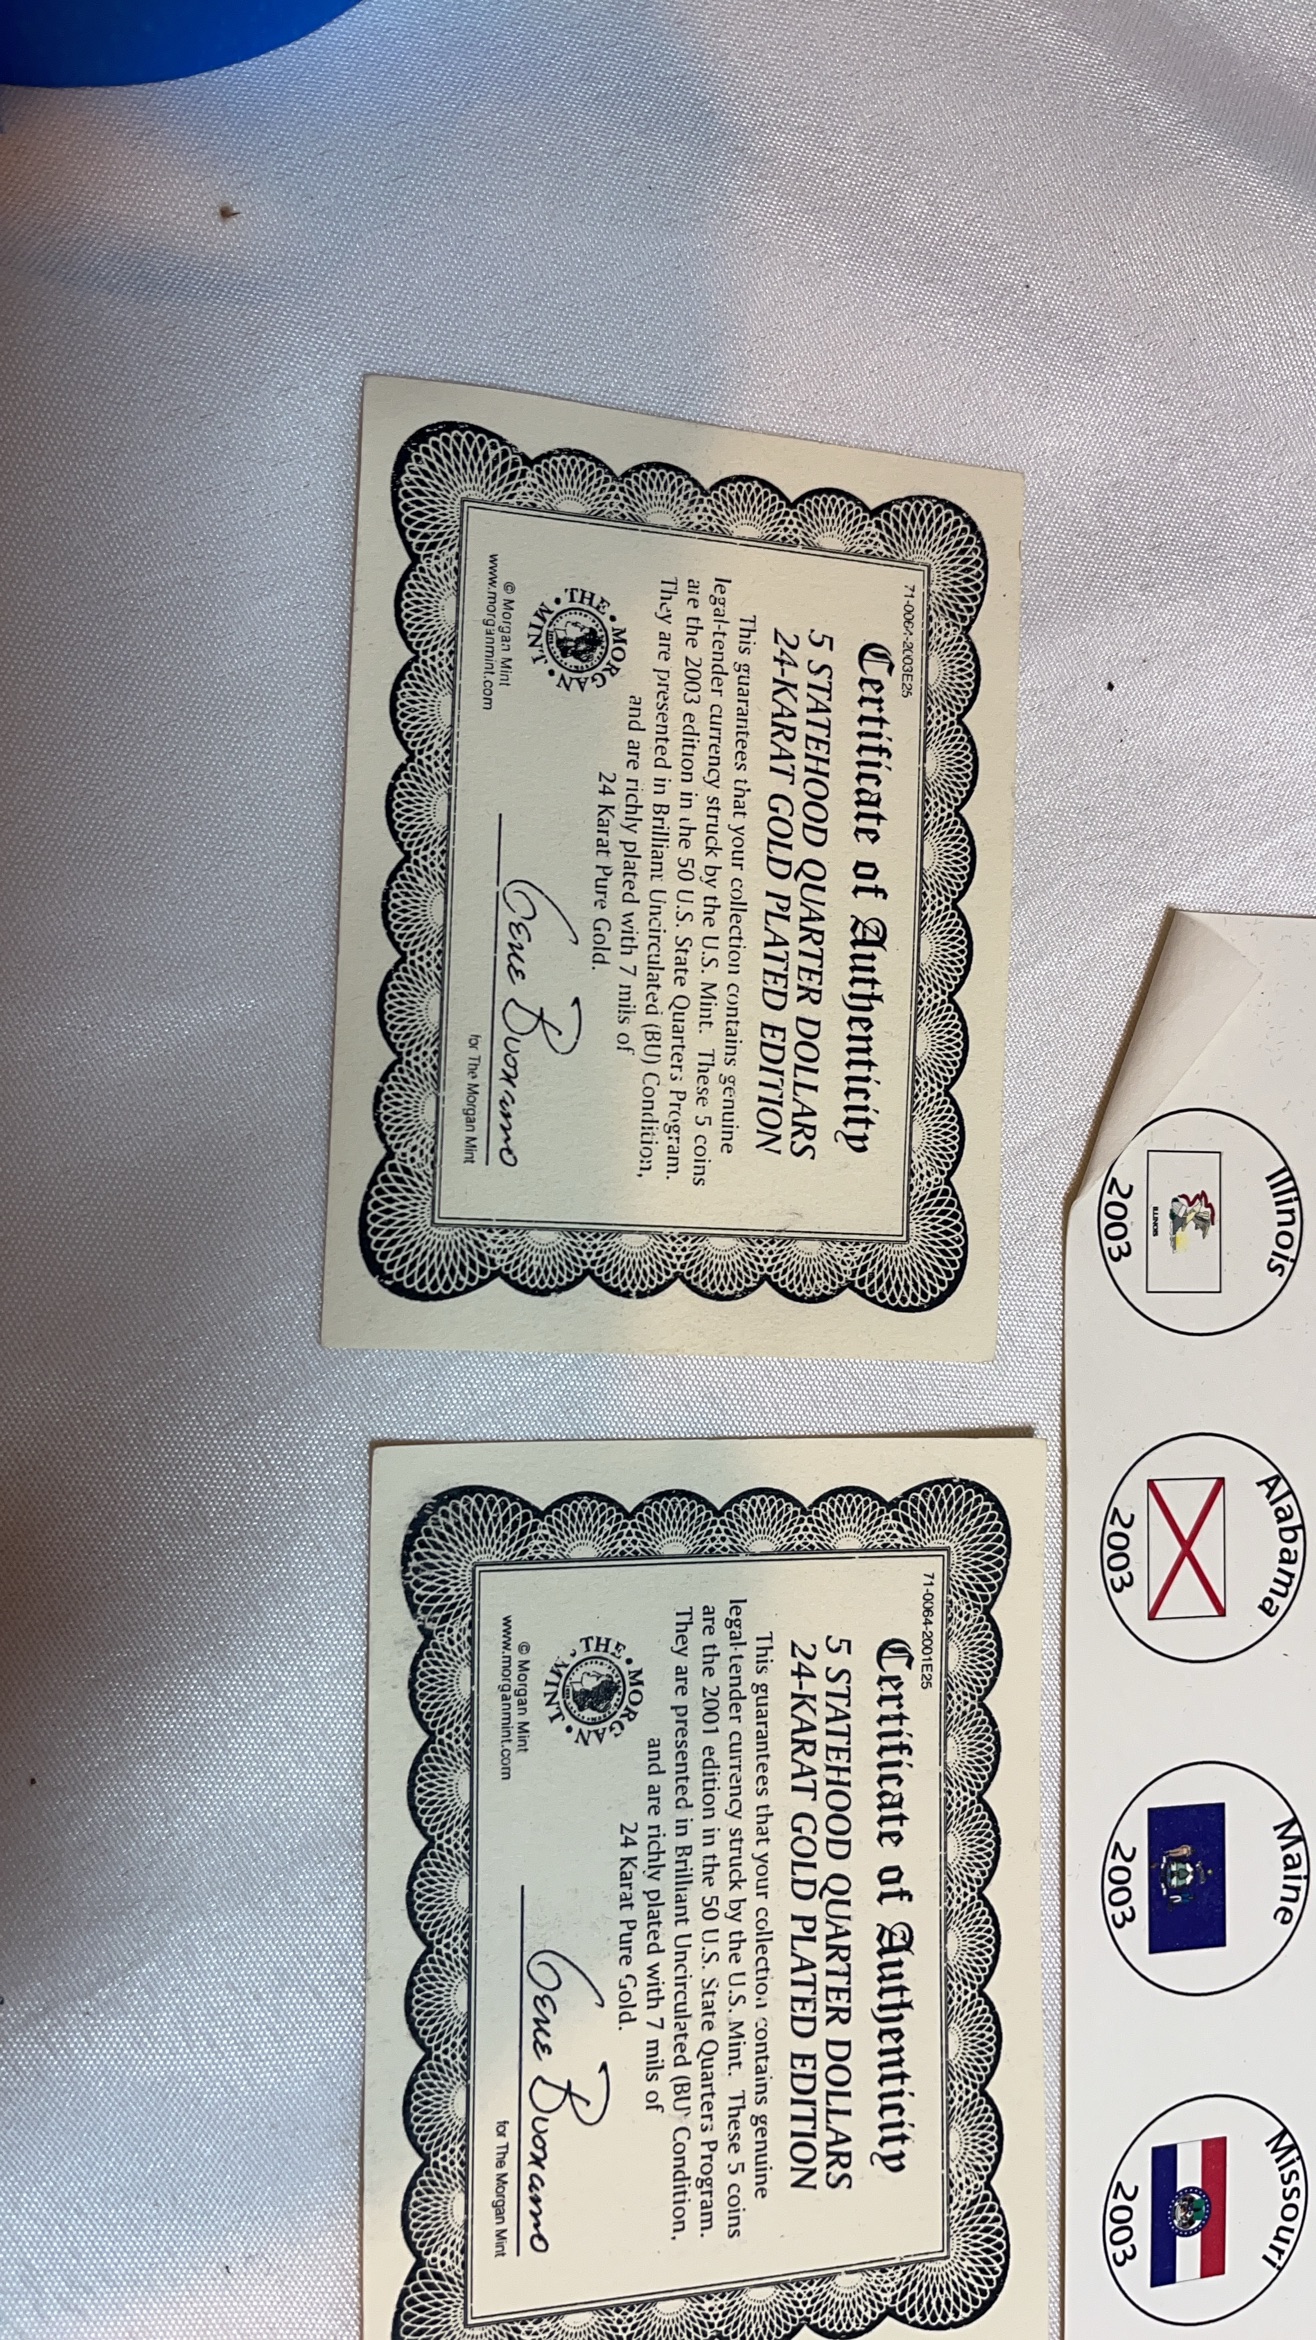 71-0064-2003E25
Certificate of Authenticity
5 STATEHOOD QUARTER DOLLARS
24-KARAT GOLD PLATED EDITION
This guarantees that your collection contains genuine
legal-tender currency struck by the U.S. Mint. These 5 coins
are the 2003 edition in the 50 U.S. State Quarters Program.
They are presented in Brilliant Uncirculated (BU) Condition,
and are richly plated with 7 mils of
24 Karat Pure Gold.
THE • MORGAN • MINT •
© Morgan Mint
www.morganmint.com
Gene Buonanno
for The Morgan Mint
71-0064-2001E25
Certificate of Authenticity
5 STATEHOOD QUARTER DOLLARS
24-KARAT GOLD PLATED EDITION
This guarantees that your collection contains genuine
legal-tender currency struck by the U.S. Mint. These 5 coins
are the 2001 edition in the 50 U.S. State Quarters Program.
They are presented in Brilliant Uncirculated (BU) Condition,
and are richly plated with 7 mils of
24 Karat Pure Gold.
THE • MORGAN • MINT •
© Morgan Mint
www.morganmint.com
Gene Buonanno
for The Morgan Mint
Illinois
ILLINOIS
2003
Alabama
2003
Maine
2003
Missouri
2003